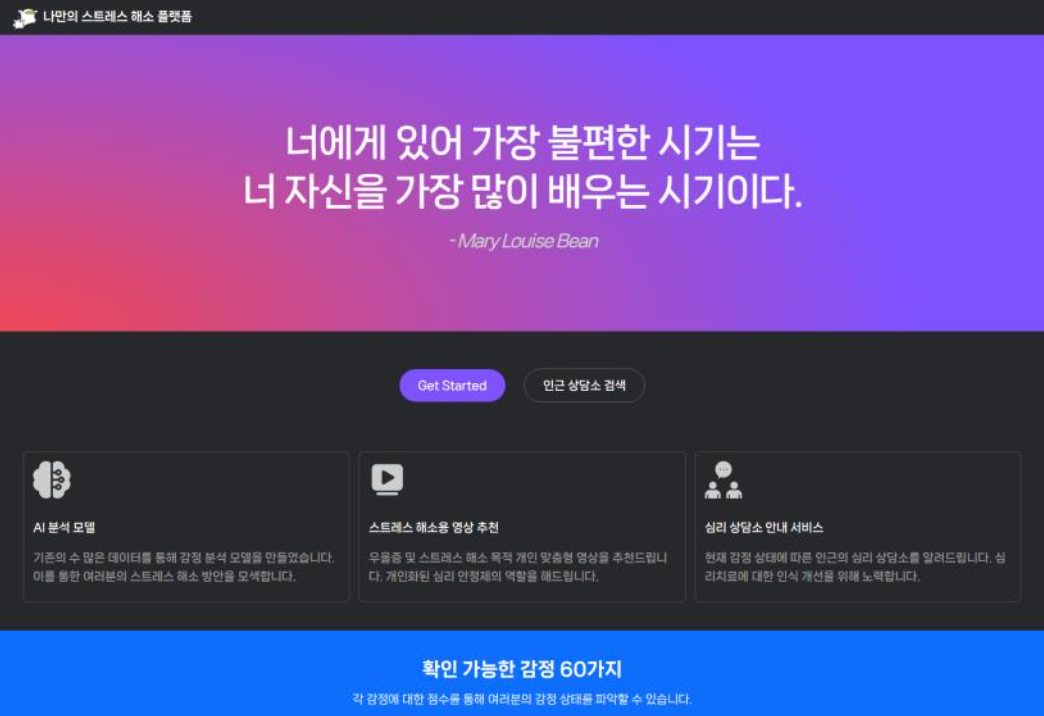 나만의 스트레스 해소 플랫폼
너에게 있어 가장 불편한 시기는
너 자신을 가장 많이 배우는 시기이다.
- Mary Louise Bean
Get Started
인근 상담소 검색
AI 분석 모델
기존의 수 많은 데이터를 통해 감정 분석 모델을 만들었습니다.
이를 통한 여러분의 스트레스 해소 방안을 모색합니다.
스트레스 해소용 영상 추천
우울증 및 스트레스 해소 목적 개인 맞춤형 영상을 추천드립니
다. 개인화된 심리 안정제의 역할을 해드립니다.
심리 상담소 안내 서비스
현재 감정 상태에 따른 인근의 심리 상담소를 알려드립니다. 심
리치료에 대한 인식 개선을 위해 노력합니다.
확인 가능한 감정 60가지
각 감정에 대한 점수를 통해 여러분의 감정 상태를 파악할 수 있습니다.